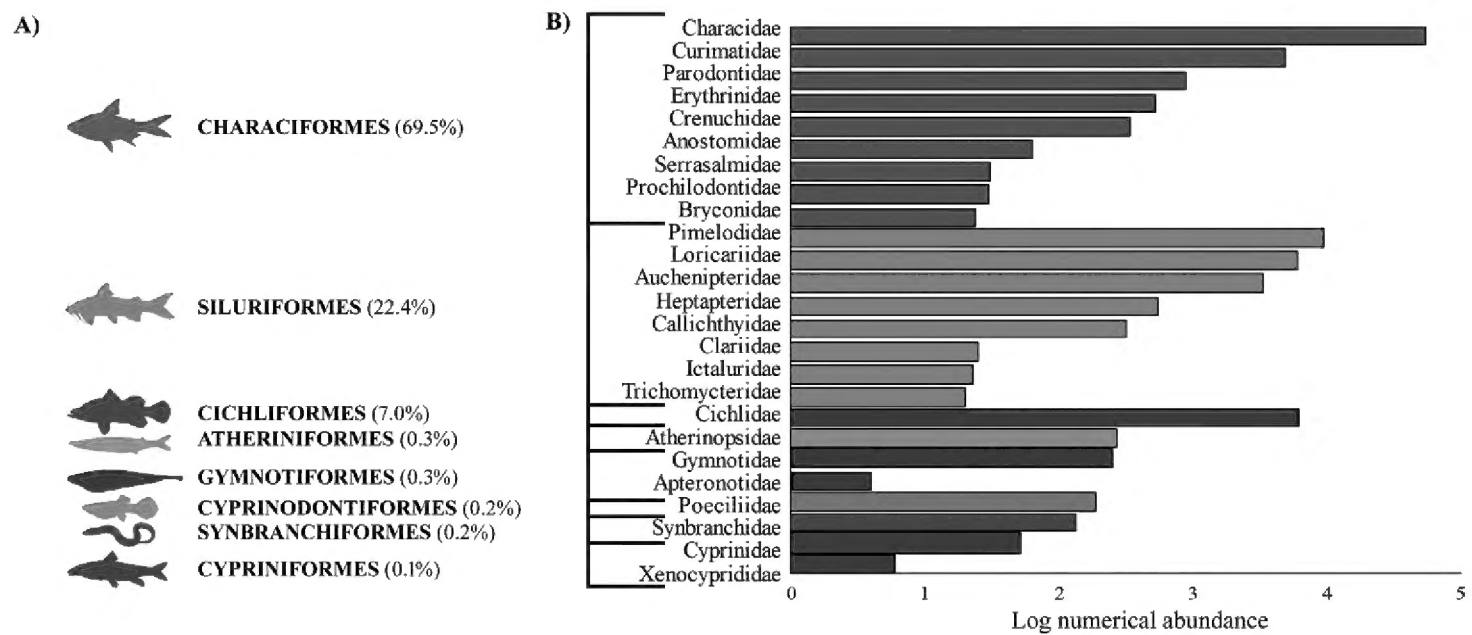 A)
CHARACIFORMES (69.5%)
SILURIFORMES (22.4%)
CICHLIFORMES (7.0%)
ATHERINIFORMES (0.3%)
GYMNOTIFORMES (0.3%)
CYPRINODONTIFORMES (0.2%)
SYNBRANCHIFORMES (0.2%)
CYPRINIFORMES (0.1%)
B)
Characidae
Curimatidae
Parodontidae
Erythrinidae
Crenuchidae
Anostomidae
Serrasalmidae
Prochilodontidae
Bryconidae
Pimelodidae
Loricariidae
Auchenipteridae
Heptapteridae
Callichthyidae
Clariidae
Ictaluridae
Trichomycteridae
Cichlidae
Atherinopsidae
Gymnotidae
Apteronotidae
Poeciliidae
Synbranchidae
Cyprinidae
Xenocyprididae
0 1 2 3 4 5
Log numerical abundance